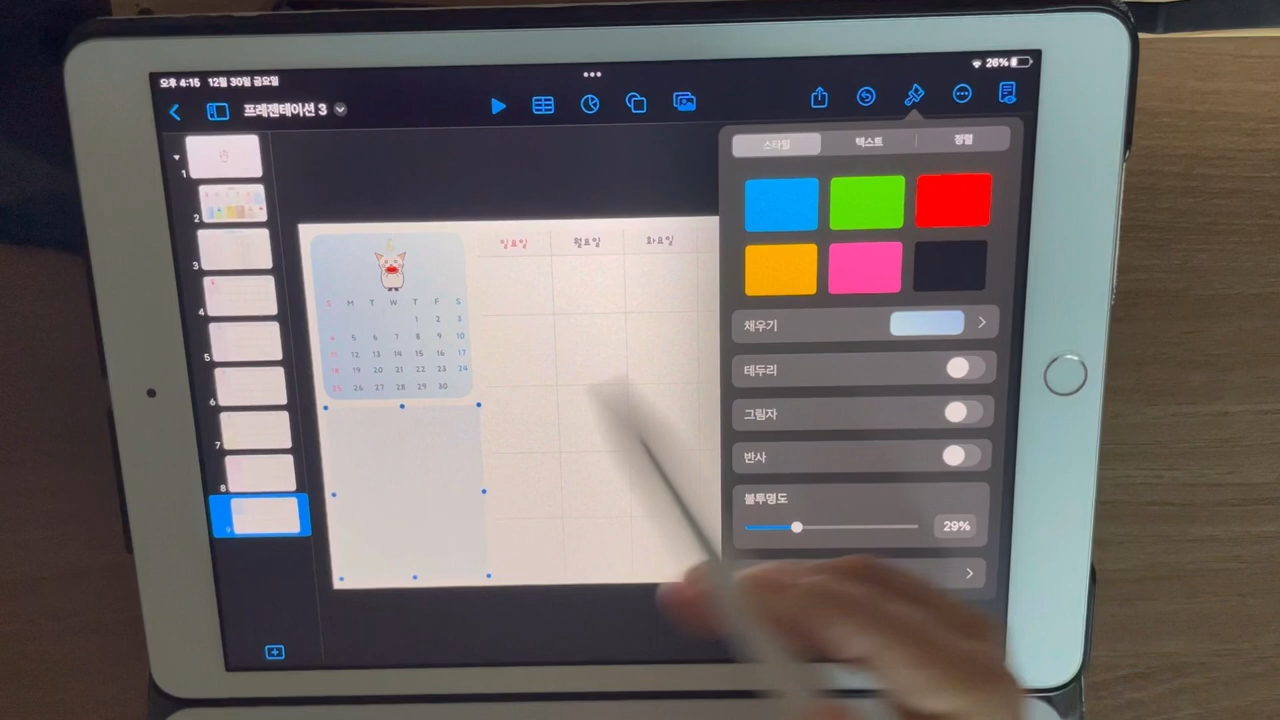 오후 4:15 12월 30일 금요일
26%
프레젠테이션 3
스타일 텍스트 정렬
1
2
3
4
5
6
7
8
9
일요일 월요일 화요일
S M T W T F S
1 2 3
4 5 6 7 8 9 10
11 12 13 14 15 16 17
18 19 20 21 22 23 24
25 26 27 28 29 30
채우기
테두리
그림자
반사
불투명도
29%